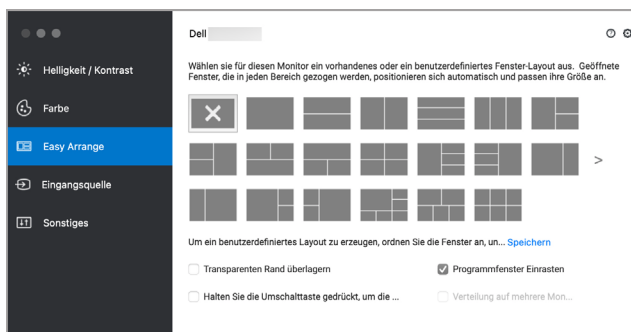 Dell
Wählen sie für diesen Monitor ein vorhandenes oder ein benutzerdefiniertes Fenster-Layout aus. Geöffnete
Fenster, die in jeden Bereich gezogen werden, positionieren sich automatisch und passen ihre Größe an.
Helligkeit / Kontrast
Farbe
Easy Arrange
Eingangsquelle
Sonstiges
Um ein benutzerdefiniertes Layout zu erzeugen, ordnen Sie die Fenster an, un... Speichern
Transparenten Rand überlagern
Programmfenster Einrasten
Halten Sie die Umschalttaste gedrückt, um die ...
Verteilung auf mehrere Mon...